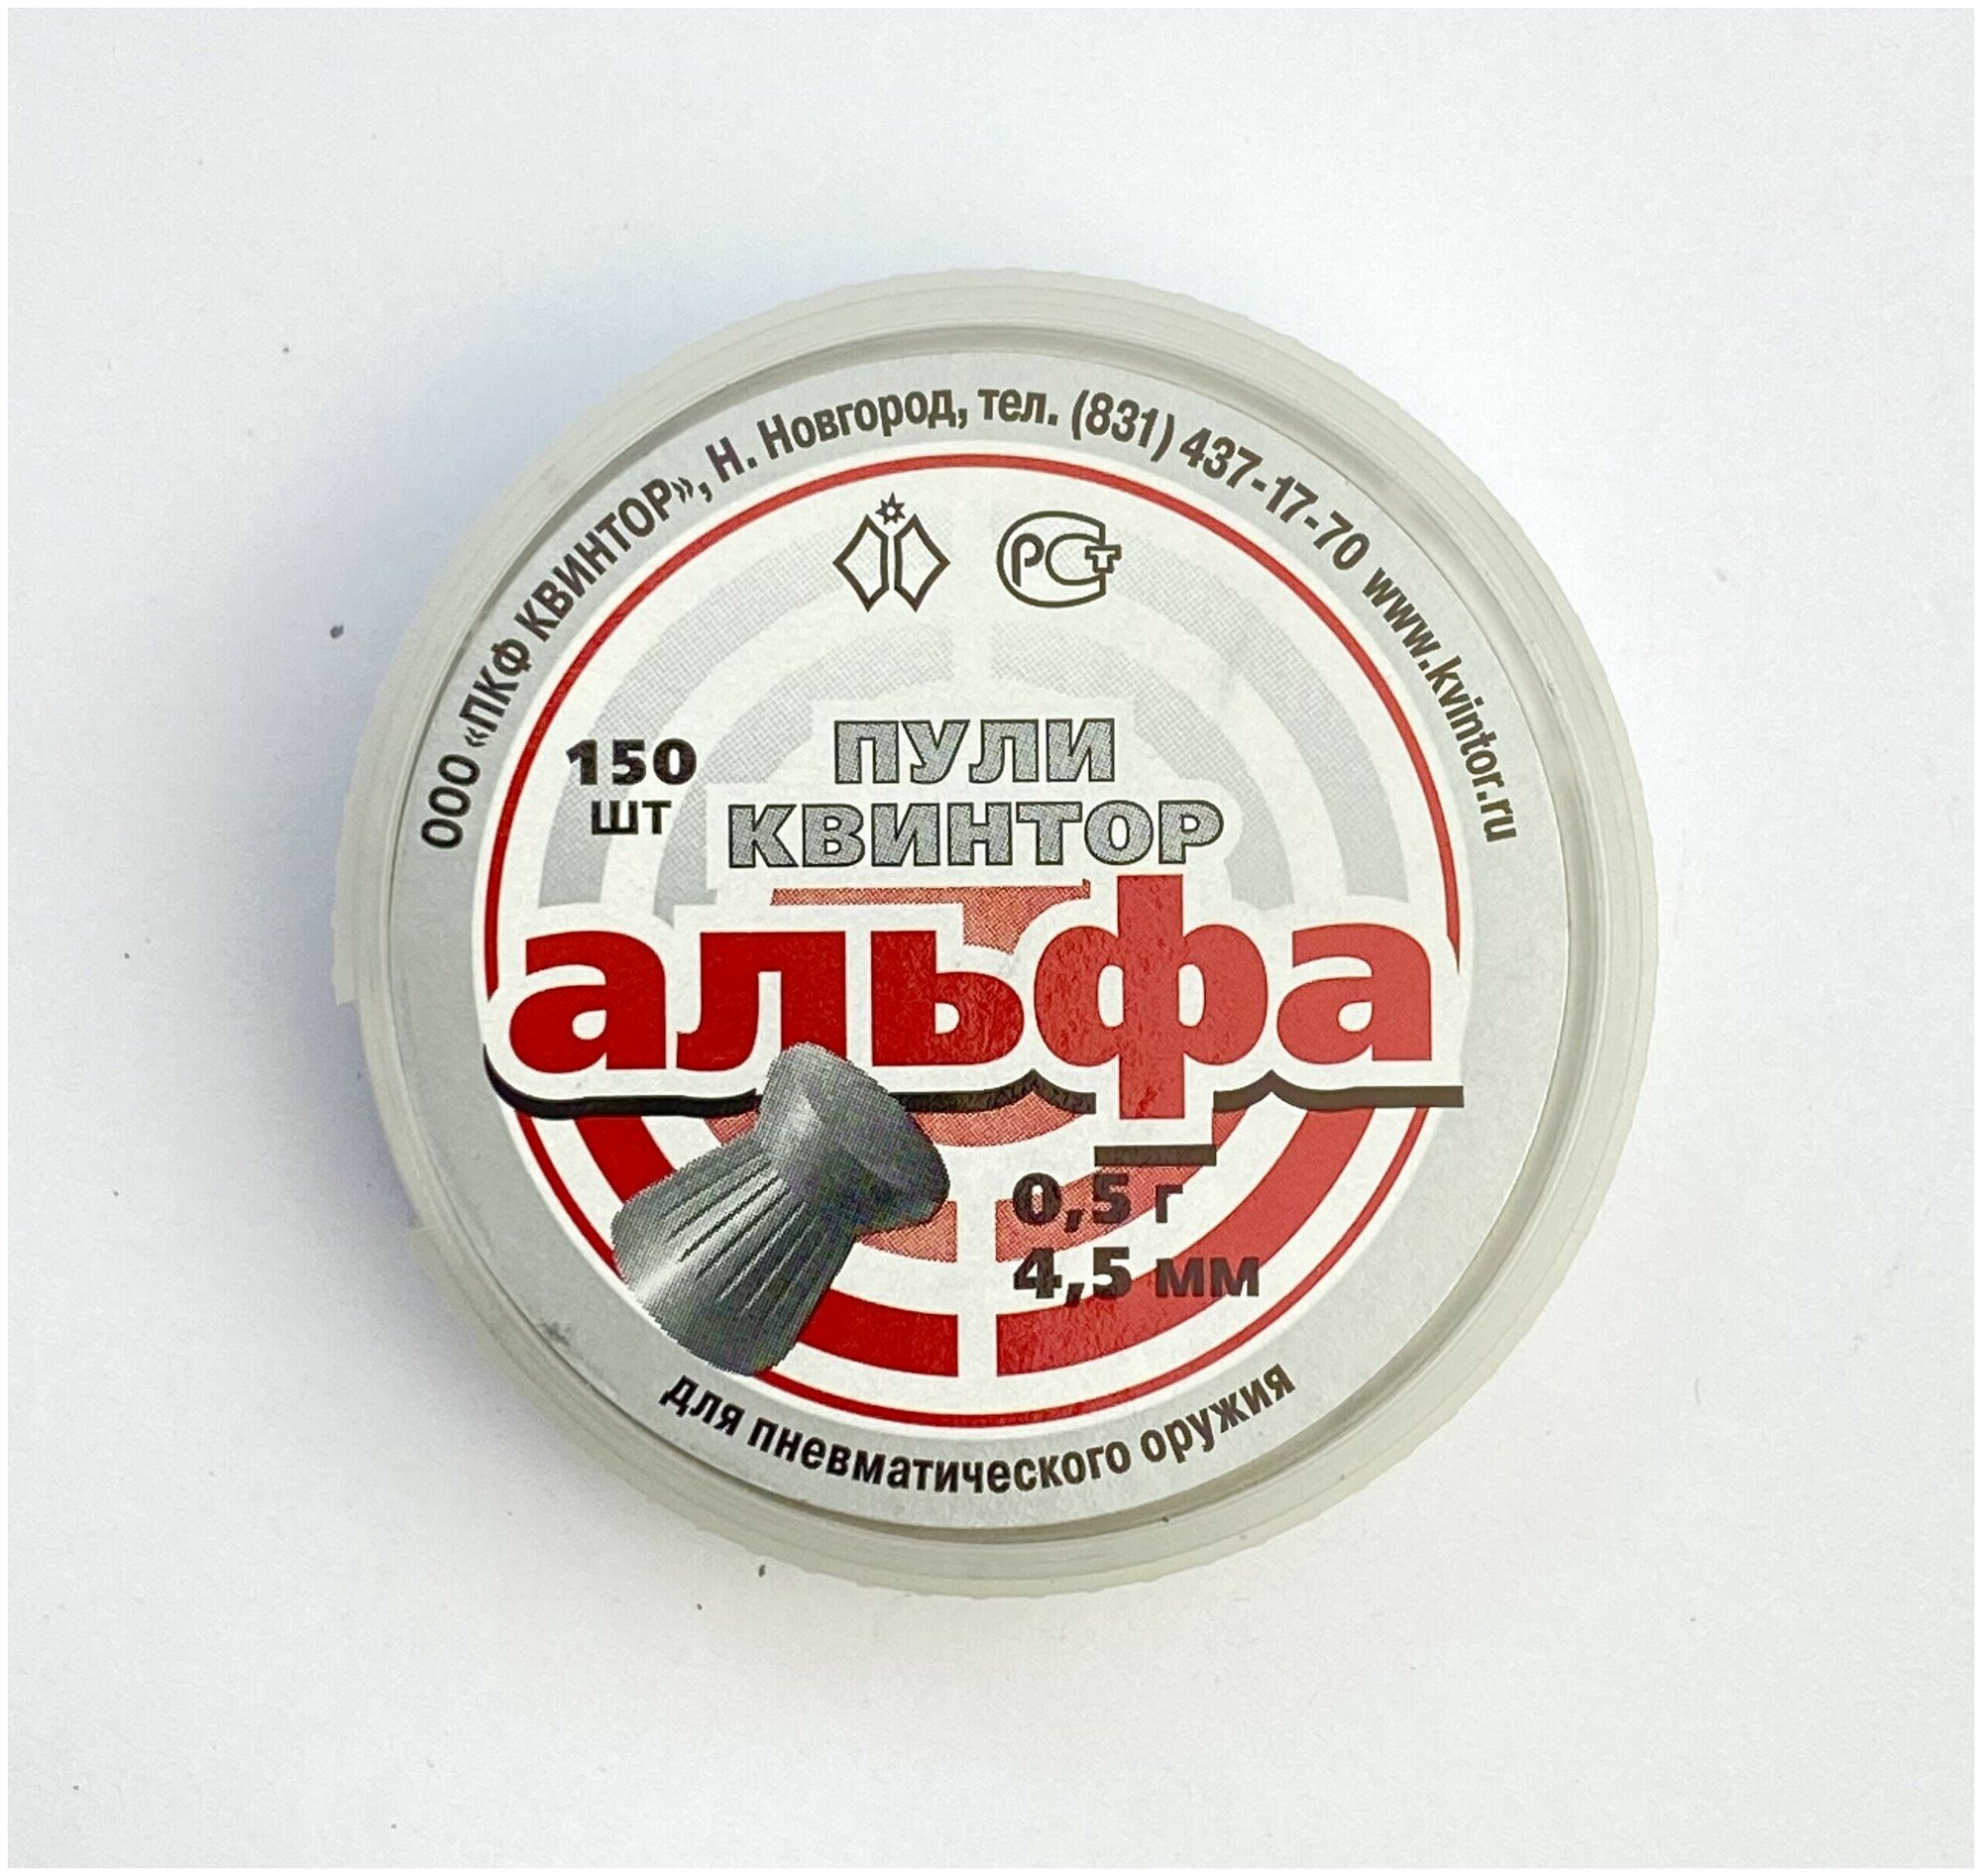 ООО «ПКФ КВИНТОР», Н. Новгород, тел. (831) 437-17-70 www.kvintor.ru
РСТ
150
ШТ
ПУЛИ
КВИНТОР
альфа
0,5 г
4,5 мм
для пневматического оружия